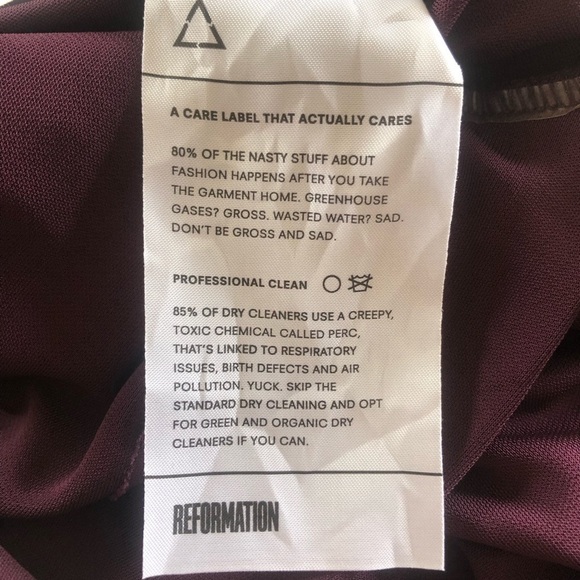 A CARE LABEL THAT ACTUALLY CARES
80% OF THE NASTY STUFF ABOUT
FASHION HAPPENS AFTER YOU TAKE
THE GARMENT HOME. GREENHOUSE
GASES? GROSS. WASTED WATER? SAD.
DON'T BE GROSS AND SAD.
PROFESSIONAL CLEAN
85% OF DRY CLEANERS USE A CREEPY,
TOXIC CHEMICAL CALLED PERC,
THAT'S LINKED TO RESPIRATORY
ISSUES, BIRTH DEFECTS AND AIR
POLLUTION. YUCK. SKIP THE
STANDARD DRY CLEANING AND OPT
FOR GREEN AND ORGANIC DRY
CLEANERS IF YOU CAN.
REFORMATION